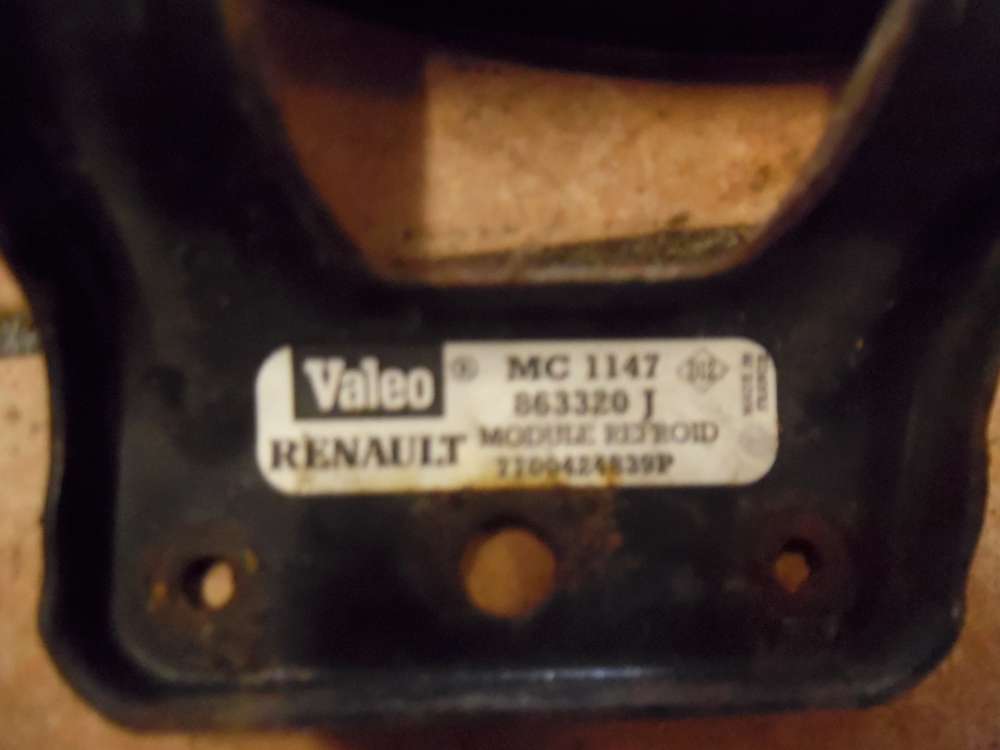 Valeo ® MC 1147
863320 J
RENAULT MODULE REFROID
7700424839P